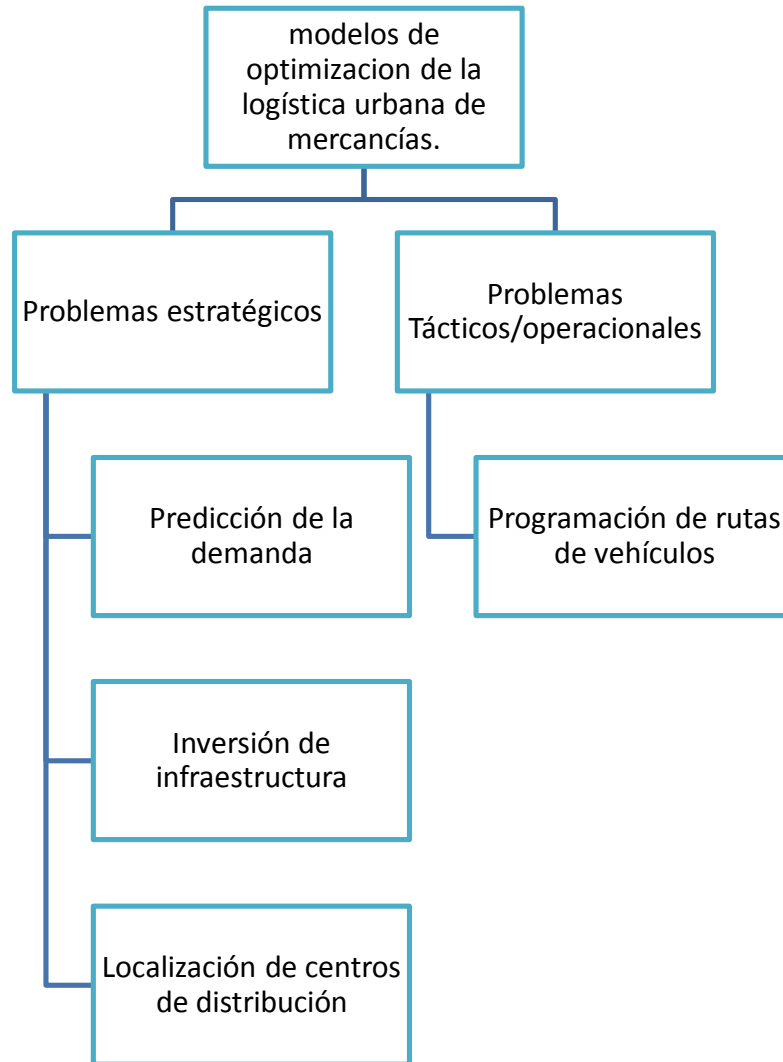 modelos de
optimizacion de la
logística urbana de
mercancías.
Problemas estratégicos
Problemas
Tácticos/operacionales
Predicción de la
demanda
Programación de rutas
de vehículos
Inversión de
infraestructura
Localización de centros
de distribución